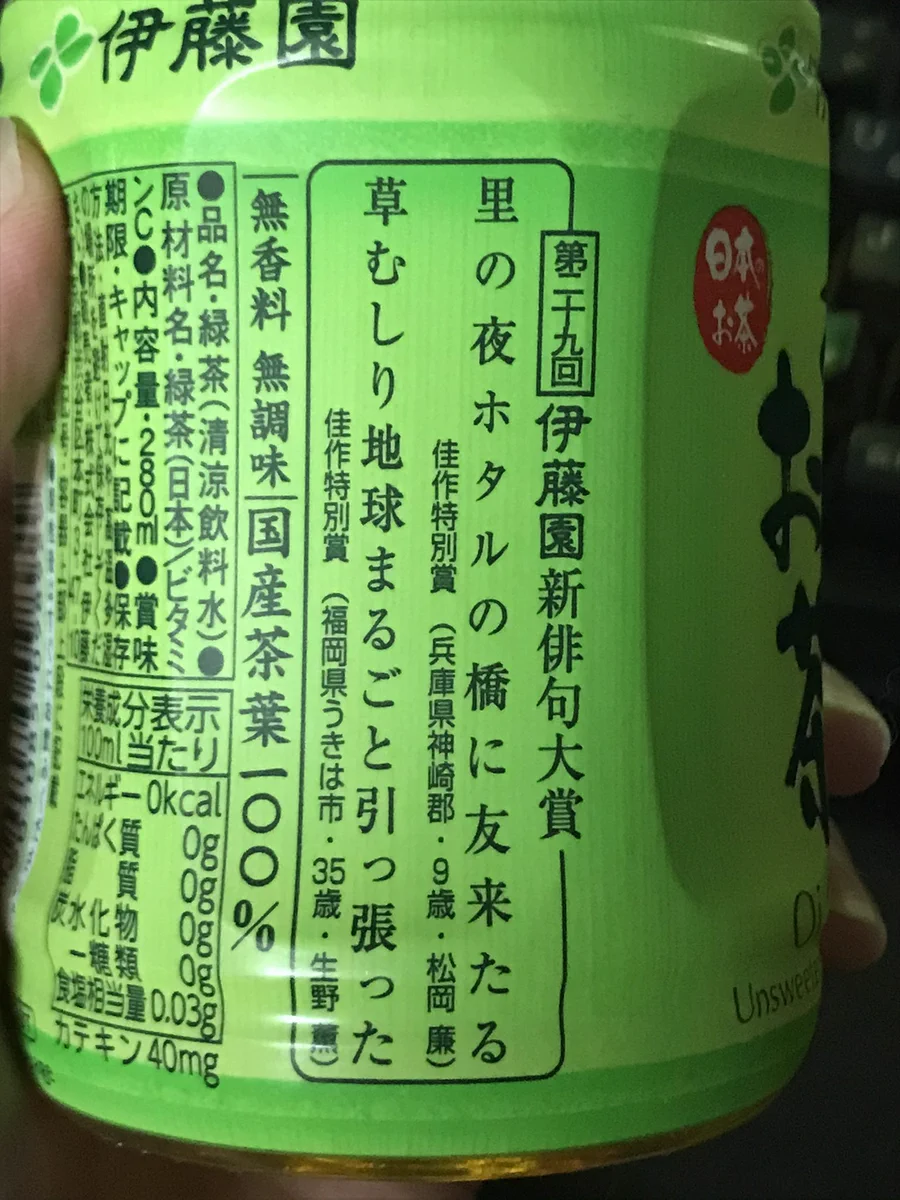 伊藤園
日本の
お茶
お
茶
Unsweete
第二十九回 伊藤園新俳句大賞
里の夜ホタルの橋に友来たる
佳作特別賞 (兵庫県神崎郡・9歳・松岡 廉)
草むしり地球まるごと引っ張った
佳作特別賞 (福岡県うきは市・35歳・生野 薫)
無香料 無調味 国産茶葉一〇〇%
●品名・緑茶(清涼飲料水)●
原材料名・緑茶(日本)/ビタミ
ンC●内容量・280ml●賞味
期限・キャップに記載●保存
栄養成分表示
100ml当たり
エネルギー 0kcal
たんぱく質 0g
脂質 0g
炭水化物 0g
―糖類 0g
食塩相当量 0.03g
カテキン 40mg